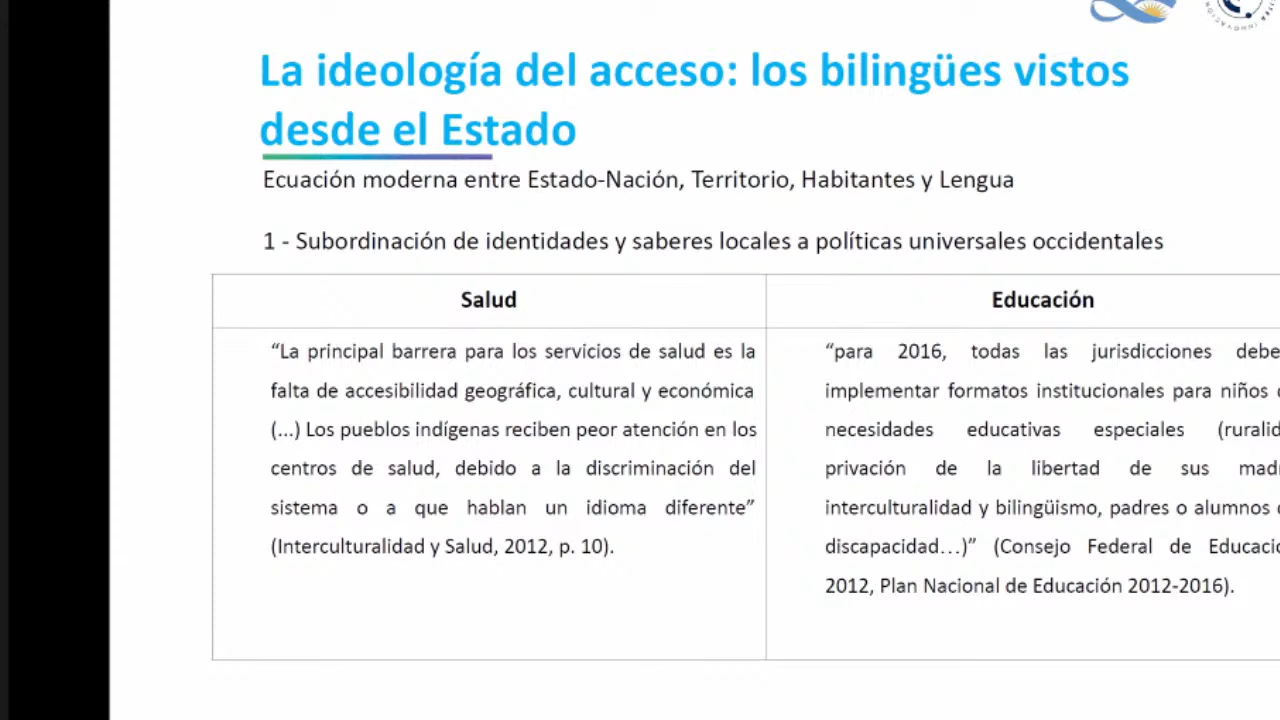 La ideología del acceso: los bilingües vistos
desde el Estado
Ecuación moderna entre Estado-Nación, Territorio, Habitantes y Lengua
1 - Subordinación de identidades y saberes locales a políticas universales occidentales
Salud
“La principal barrera para los servicios de salud es la
falta de accesibilidad geográfica, cultural y económica
(...) Los pueblos indígenas reciben peor atención en los
centros de salud, debido a la discriminación del
sistema o a que hablan un idioma diferente”
(Interculturalidad y Salud, 2012, p. 10).
Educación
“para 2016, todas las jurisdicciones
implementar formatos institucionales para niños
necesidades educativas especiales
privación de la libertad de sus
interculturalidad y bilingüismo, padres o alumnos
discapacidad…)” (Consejo Federal de
2012, Plan Nacional de Educación 2012-2016).